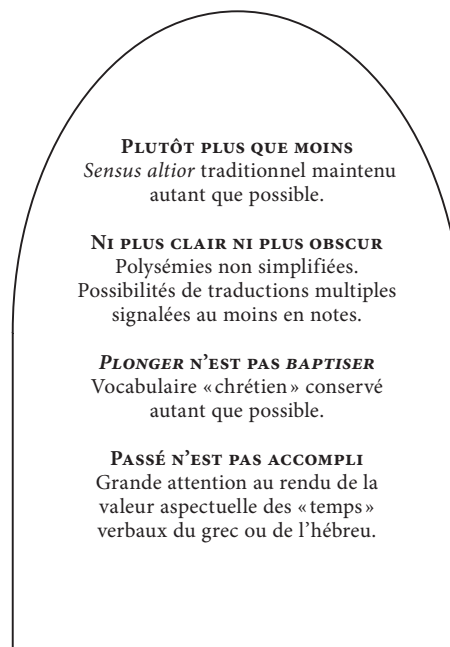 Plutôt plus que moins
Sensus altior traditionnel maintenu
autant que possible.
Ni plus clair ni plus obscur
Polysémies non simplifiées.
Possibilités de traductions multiples
signalées au moins en notes.
Plonger n’est pas baptiser
Vocabulaire « chrétien » conservé
autant que possible.
Passé n’est pas accompli
Grande attention au rendu de la
valeur aspectuelle des « temps »
verbaux du grec ou de l’hébreu.